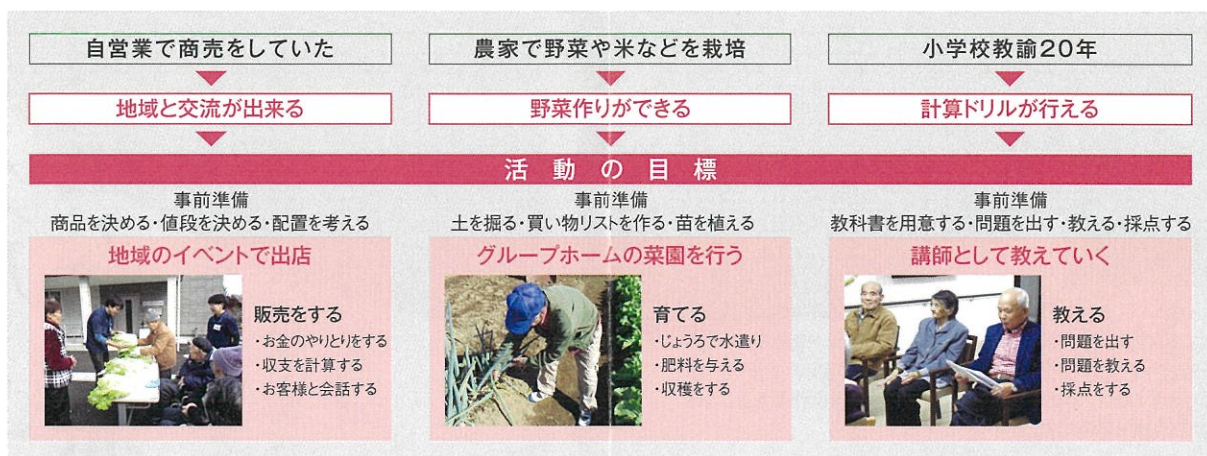 自営業で商売をしていた
地域と交流が出来る
農家で野菜や米などを栽培
野菜作りができる
小学校教諭20年
計算ドリルが行える
活動の目標
事前準備
商品を決める・値段を決める・配置を考える
地域のイベントで出店
販売をする
・お金のやりとりをする
・収支を計算する
・お客様と会話する
事前準備
土を掘る・買い物リストを作る・苗を植える
グループホームの菜園を行う
育てる
・じょうろで水遣り
・肥料を与える
・収穫をする
事前準備
教科書を用意する・問題を出す・教える・採点する
講師として教えていく
教える
・問題を出す
・問題を教える
・採点をする